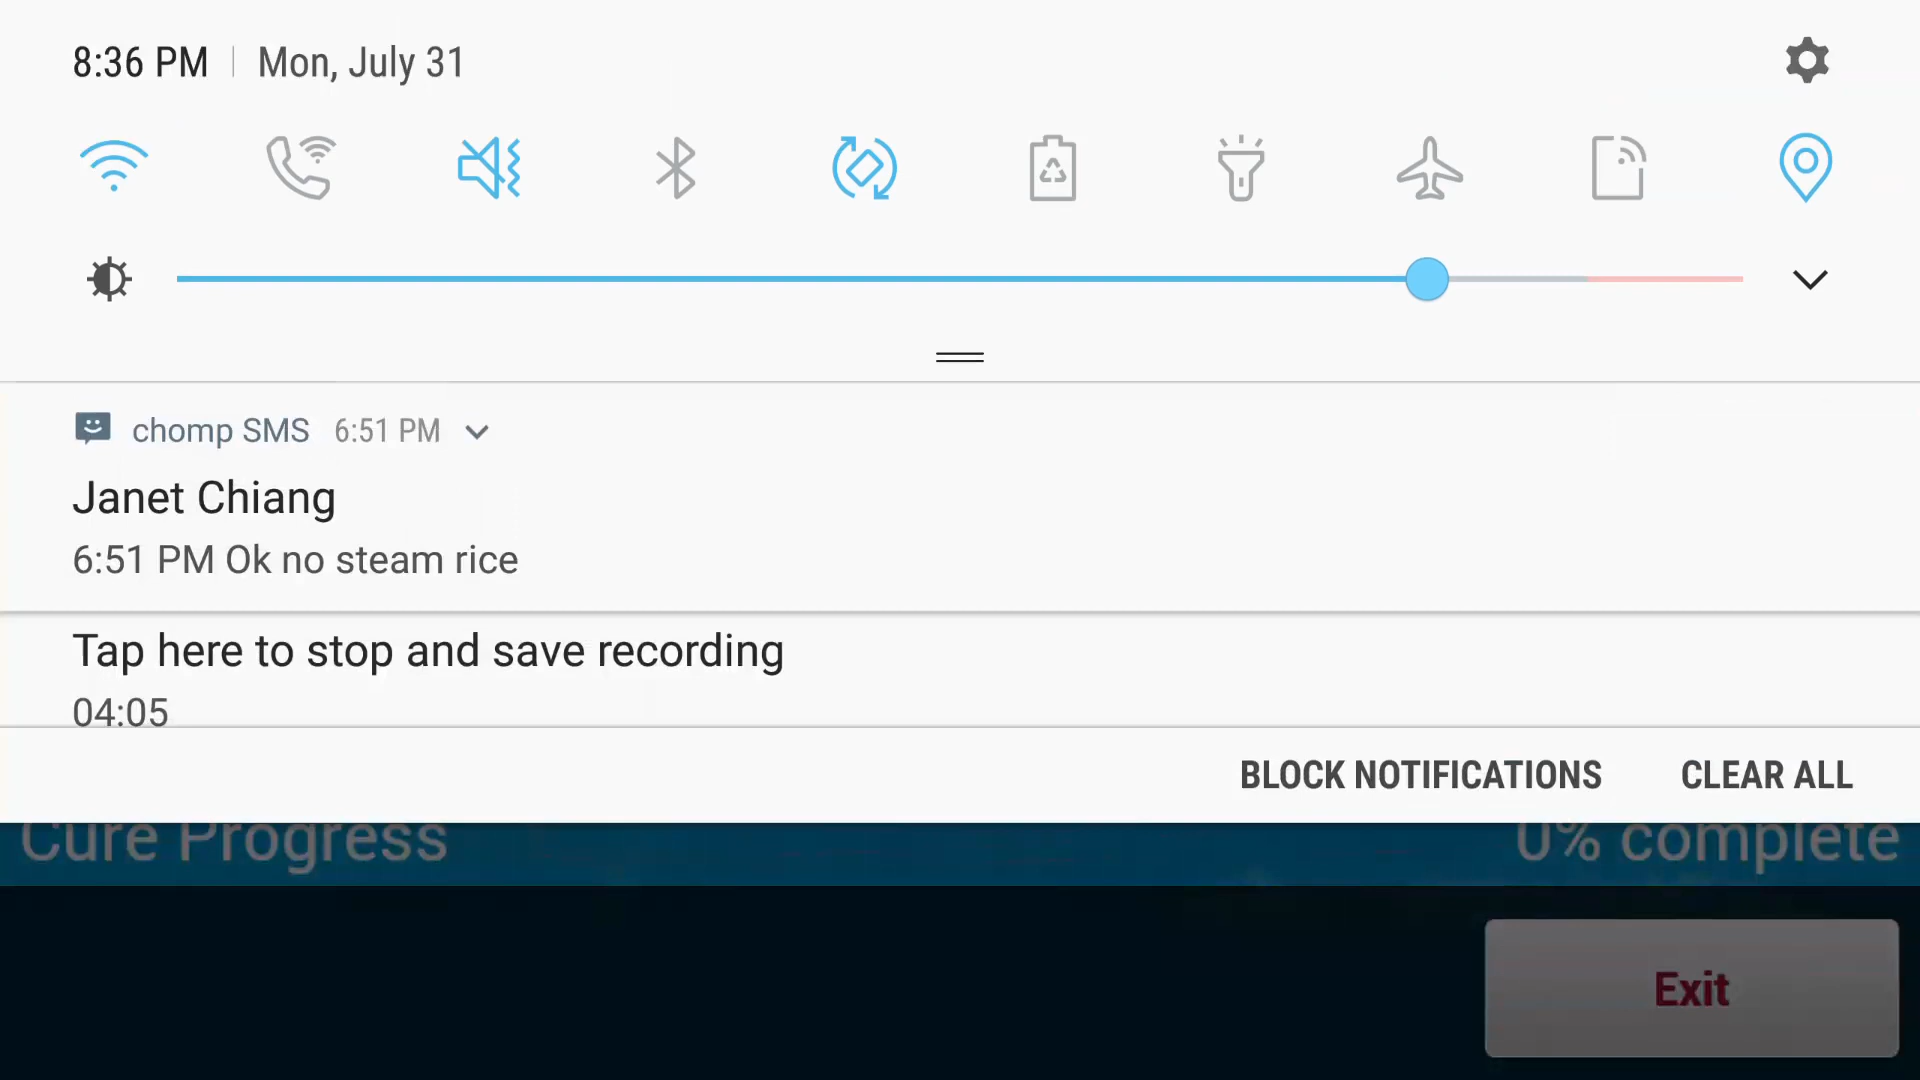 8:36 PM | Mon, July 31
chomp SMS 6:51 PM
Janet Chiang
6:51 PM Ok no steam rice
Tap here to stop and save recording
04:05
BLOCK NOTIFICATIONS CLEAR ALL
Cure Progress 0% complete
Exit